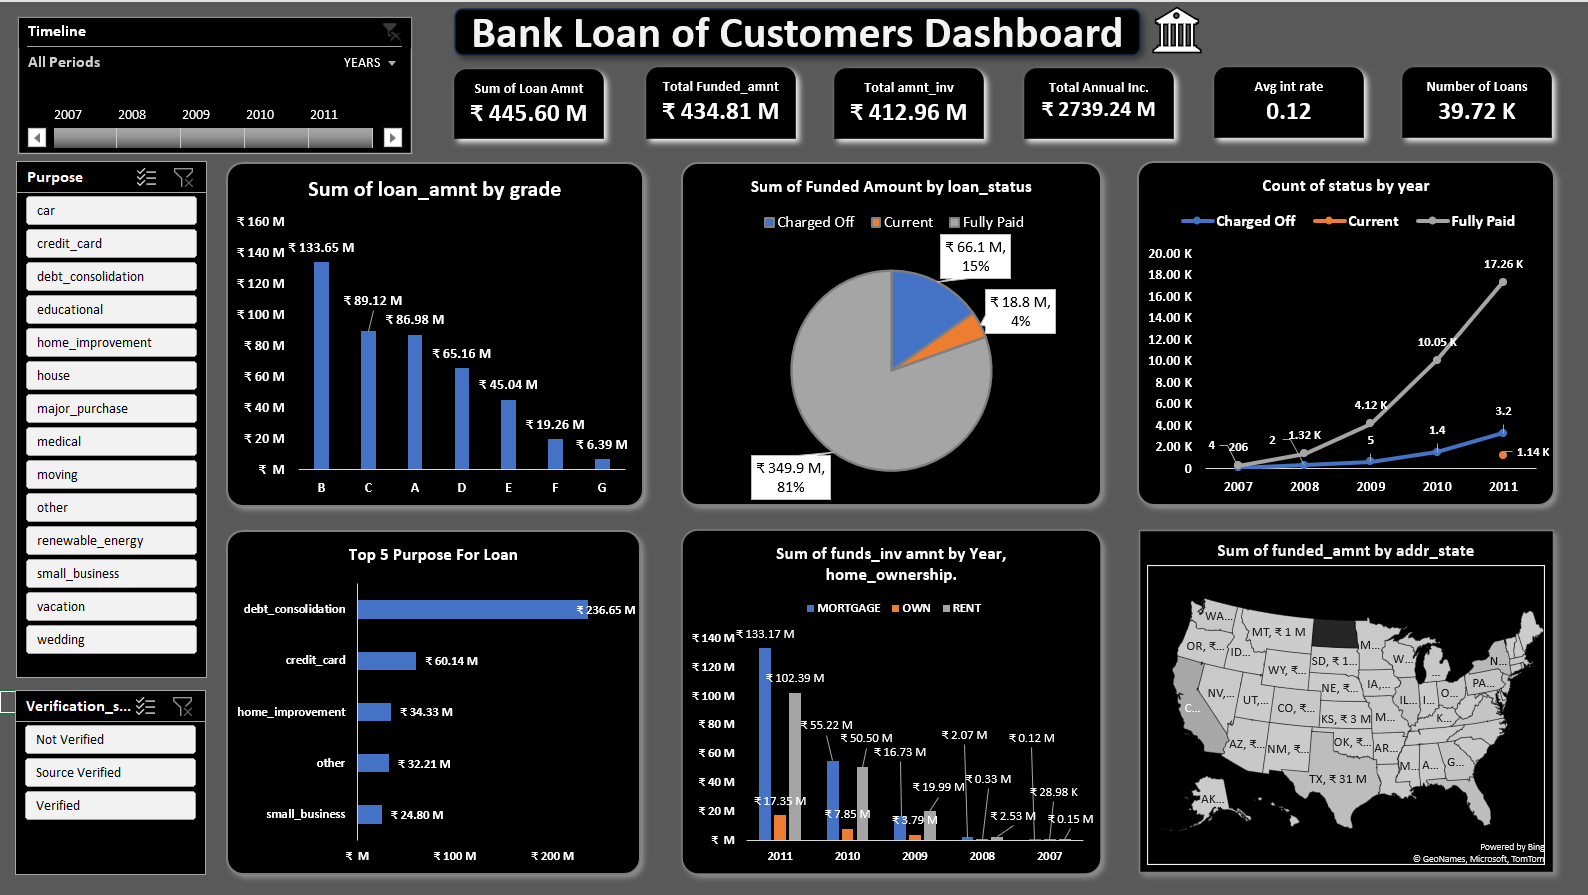 Bank Loan of Customers Dashboard
Timeline
All Periods
YEARS
2007 2008 2009 2010 2011
Sum of Loan Amnt
₹ 445.60 M
Total Funded_amnt
₹ 434.81 M
Total amnt_inv
₹ 412.96 M
Total Annual Inc.
₹ 2739.24 M
Avg int rate
0.12
Number of Loans
39.72 K
Purpose
car
credit_card
debt_consolidation
educational
home_improvement
house
major_purchase
medical
moving
other
renewable_energy
small_business
vacation
wedding
Verification_s...
Not Verified
Source Verified
Verified
Sum of loan_amnt by grade
₹ 160 M
₹ 140 M
₹ 120 M
₹ 100 M
₹ 80 M
₹ 60 M
₹ 40 M
₹ 20 M
₹ M
₹ 133.65 M
₹ 89.12 M
₹ 86.98 M
₹ 65.16 M
₹ 45.04 M
₹ 19.26 M
₹ 6.39 M
B C A D E F G
Sum of Funded Amount by loan_status
Charged Off Current Fully Paid
₹ 66.1 M,
15%
₹ 18.8 M,
4%
₹ 349.9 M,
81%
Count of status by year
Charged Off Current Fully Paid
20.00 K
18.00 K
16.00 K
14.00 K
12.00 K
10.00 K
8.00 K
6.00 K
4.00 K
2.00 K
0
17.26 K
10.05 K
4.12 K
3.2
1.4
5
1.32 K
2
206
4
1.14 K
2007 2008 2009 2010 2011
Top 5 Purpose For Loan
debt_consolidation ₹ 236.65 M
credit_card ₹ 60.14 M
home_improvement ₹ 34.33 M
other ₹ 32.21 M
small_business ₹ 24.80 M
₹ M ₹ 100 M ₹ 200 M
Sum of funds_inv amnt by Year,
home_ownership.
MORTGAGE OWN RENT
₹ 140 M
₹ 120 M
₹ 100 M
₹ 80 M
₹ 60 M
₹ 40 M
₹ 20 M
₹ M
₹ 133.17 M
₹ 17.35 M
₹ 102.39 M
₹ 55.22 M
₹ 7.85 M
₹ 50.50 M
₹ 16.73 M
₹ 3.79 M
₹ 19.99 M
₹ 2.07 M
₹ 0.33 M
₹ 2.53 M
₹ 0.12 M
₹ 28.98 K
₹ 0.15 M
2011 2010 2009 2008 2007
Sum of funded_amnt by addr_state
WA...
MT, ₹ 1 M
M...
OR, ₹...
ID...
SD, ₹ 1...
W...
N...
WY, ₹...
...
NV,...
NE, ₹...
IA,...
PA...
C...
UT,...
CO, ₹...
IL...
I...
O...
KS, ₹ 3 M
M...
K...
AZ, ₹...
NM, ₹...
OK, ₹...
AR...
TX, ₹ 31 M
M...
A...
G...
AK...
Powered by Bing
© GeoNames, Microsoft, TomTom